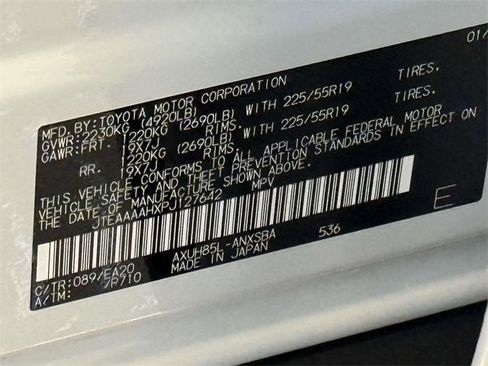 MFD. BY: TOYOTA MOTOR CORPORATION 01/
GVWR: 2230KG (4920LB)
GAWR: FRT. 1220KG (2690LB) WITH 225/55R19 TIRES,
19X7J RIMS,
RR. 1220KG (2690LB) WITH 225/55R19 TIRES,
19X7J RIMS,
THIS VEHICLE CONFORMS TO ALL APPLICABLE FEDERAL MOTOR
VEHICLE SAFETY STANDARDS IN EFFECT ON
THE DATE OF MANUFACTURE SHOWN ABOVE.
JTEAAAAHXPJ127642 MPV E
C/TR: 089/EA20 AXUH85L-ANXSBA 536
A/TM: /P710 MADE IN JAPAN